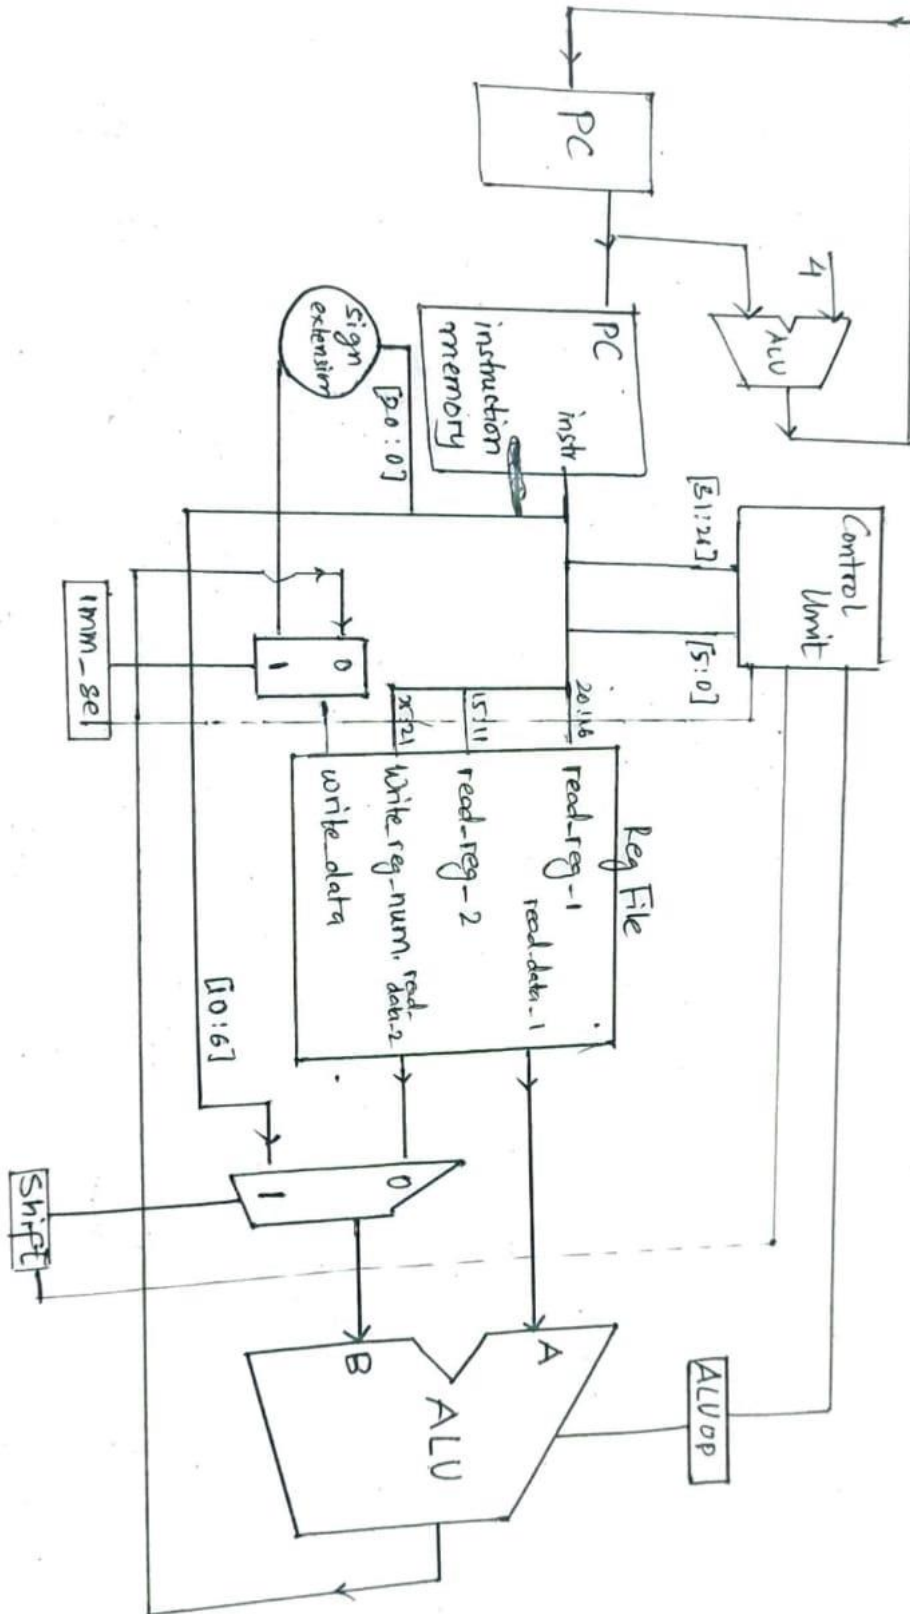 PC
4
ALU
PC
instr
instruction
memory
sign
extension
[20:0]
Control
Unit
[31:26]
[5:0]
imm_sel
0
1
20:16
15:11
25:21
Reg File
read-reg-1
read-data-1
read-reg-2
Write_reg-num.
read-
data-2
write_data
[10:6]
0
1
Shift
A
B
ALU
ALUop